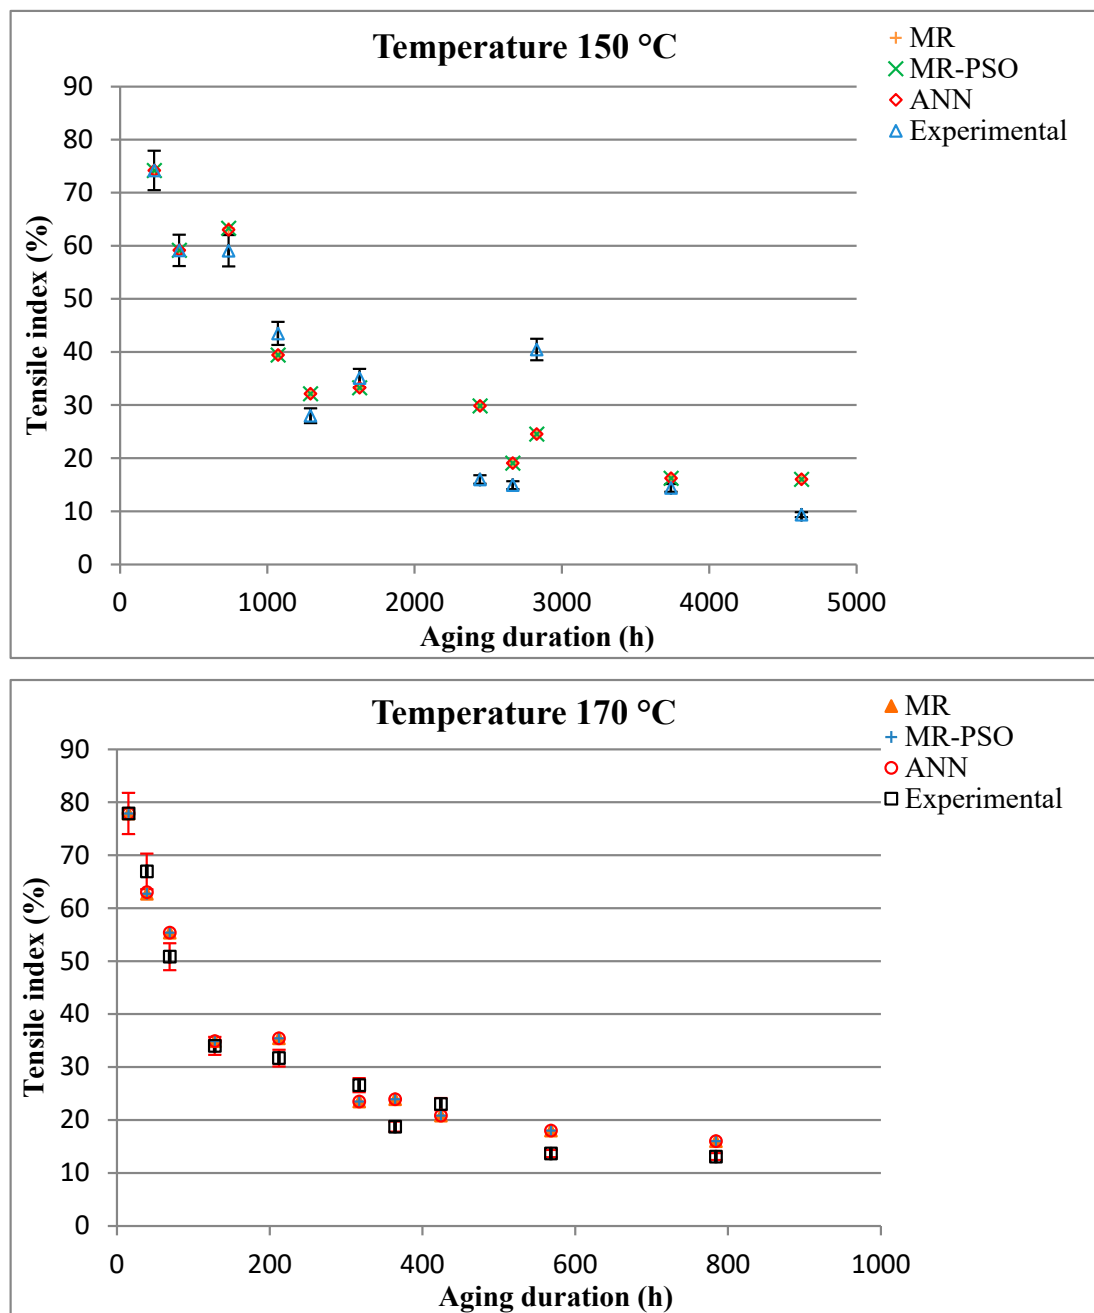 Temperature 150 °C
MR
MR-PSO
ANN
Experimental
90
80
70
60
50
40
30
20
10
0
Tensile index (%)
0 1000 2000 3000 4000 5000
Aging duration (h)
Temperature 170 °C
MR
MR-PSO
ANN
Experimental
90
80
70
60
50
40
30
20
10
0
Tensile index (%)
0 200 400 600 800 1000
Aging duration (h)